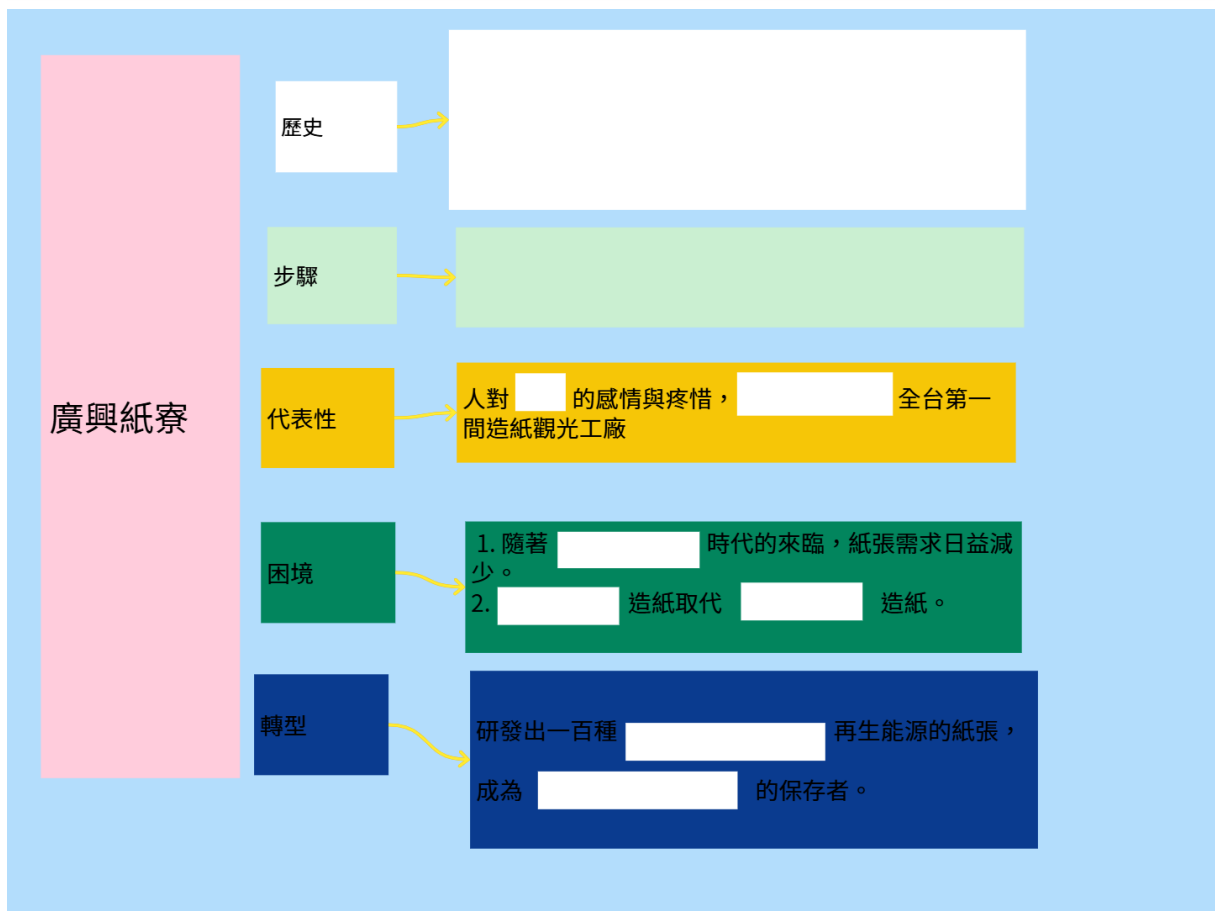 廣興紙寮
歷史
步驟
代表性
人對 的感情與疼惜， 全台第一
間造紙觀光工廠
困境
1. 隨著 時代的來臨，紙張需求日益減
少。
2. 造紙取代 造紙。
轉型
研發出一百種 再生能源的紙張，
成為 的保存者。